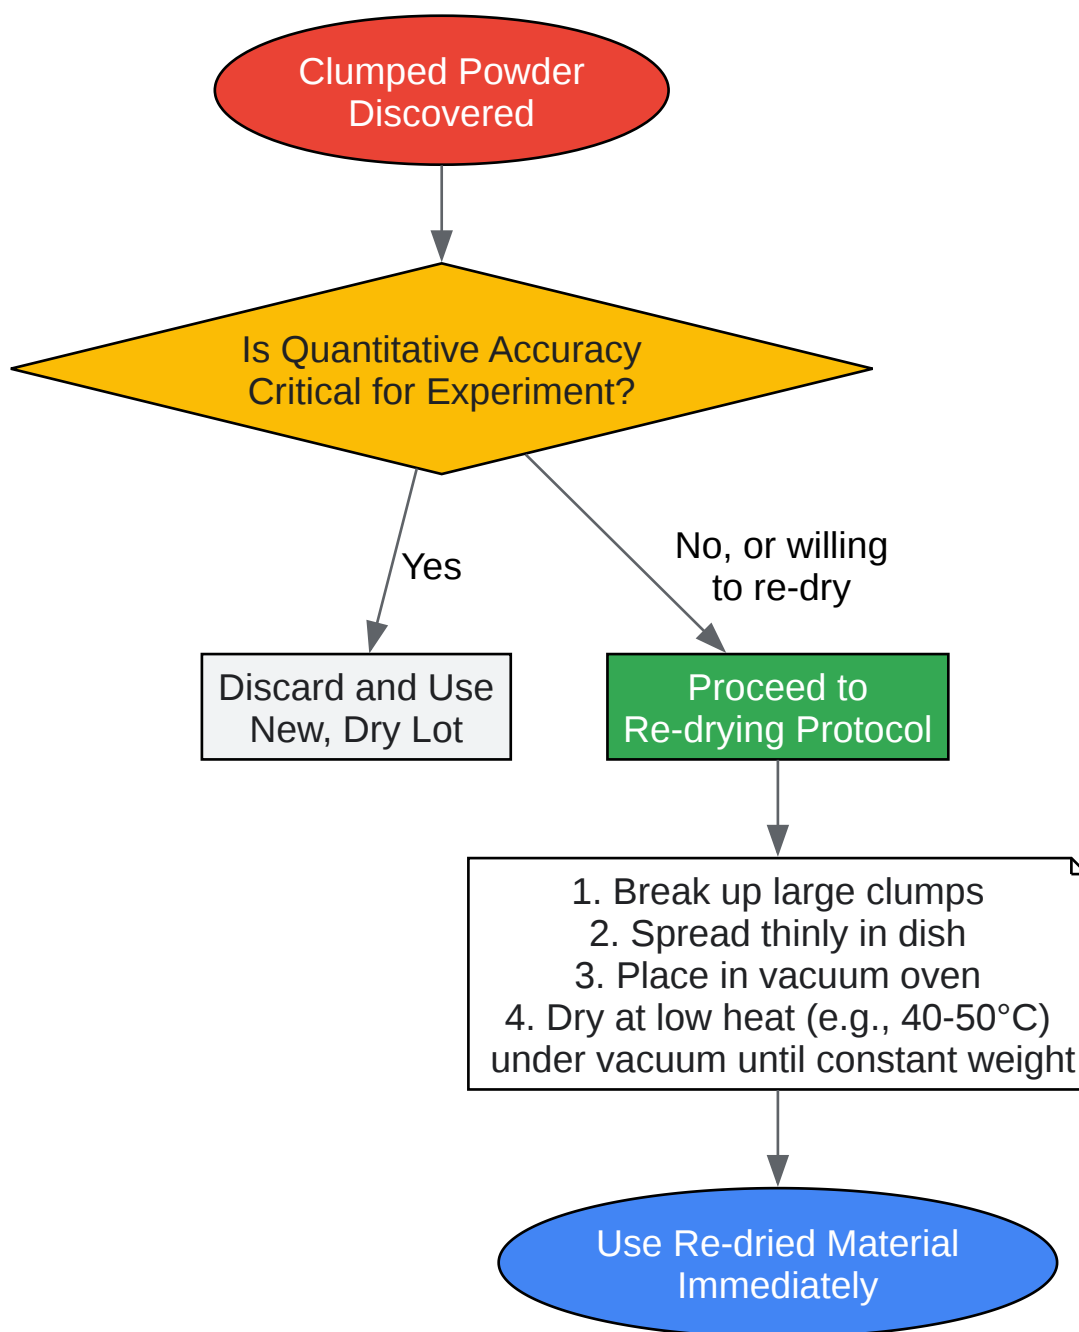 Clumped Powder
Discovered
Is Quantitative Accuracy
Critical for Experiment?
Yes
No, or willing
to re-dry
Discard and Use
New, Dry Lot
Proceed to
Re-drying Protocol
1. Break up large clumps
2. Spread thinly in dish
3. Place in vacuum oven
4. Dry at low heat (e.g., 40-50°C)
under vacuum until constant weight
Use Re-dried Material
Immediately